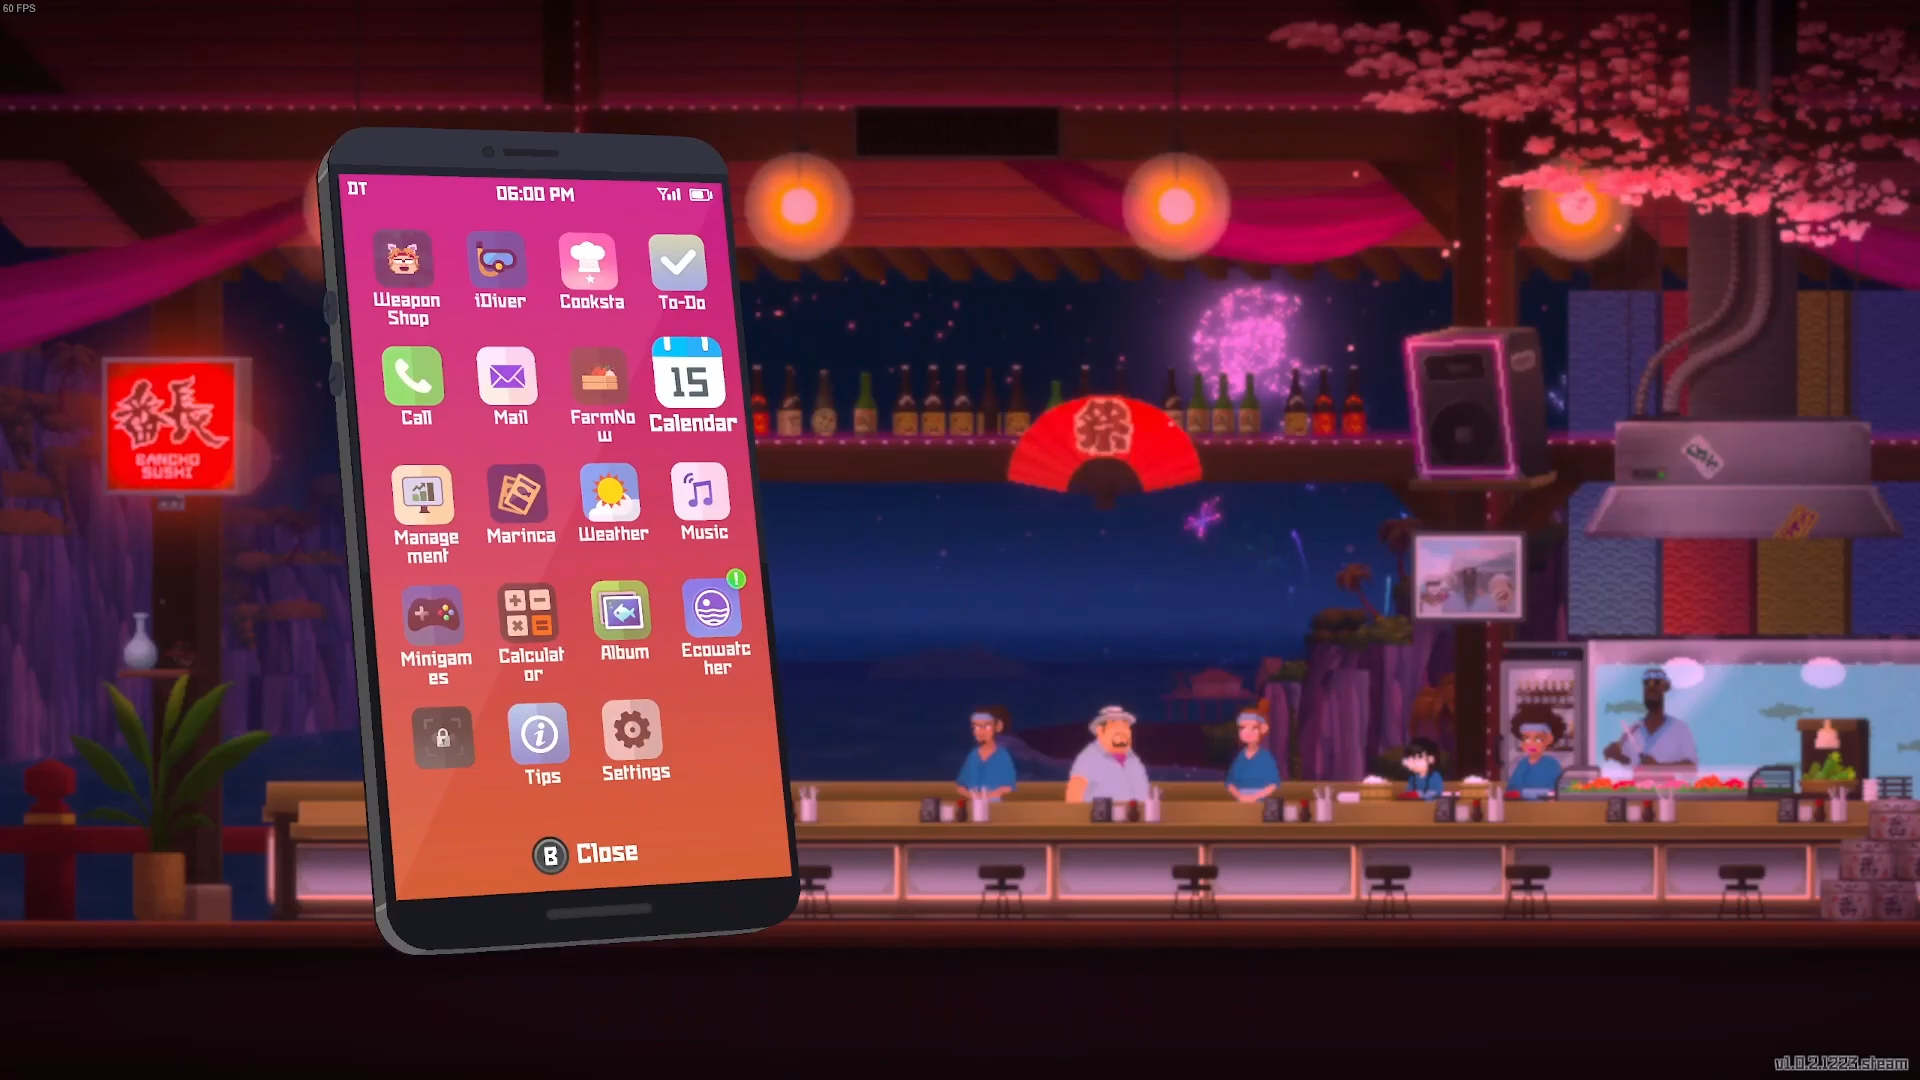 60 FPS
DT
06:00 PM
Weapon
Shop
iDiver
Cooksta
To-Do
Call
Mail
FarmNo
w
15
Calendar
Manage
ment
Marinca
Weather
Music
Minigam
es
Calculat
or
Album
Ecowatc
her
Tips
Settings
B Close
番長
BANCHO
SUSHI
祭
v1.0.2.1223.steam